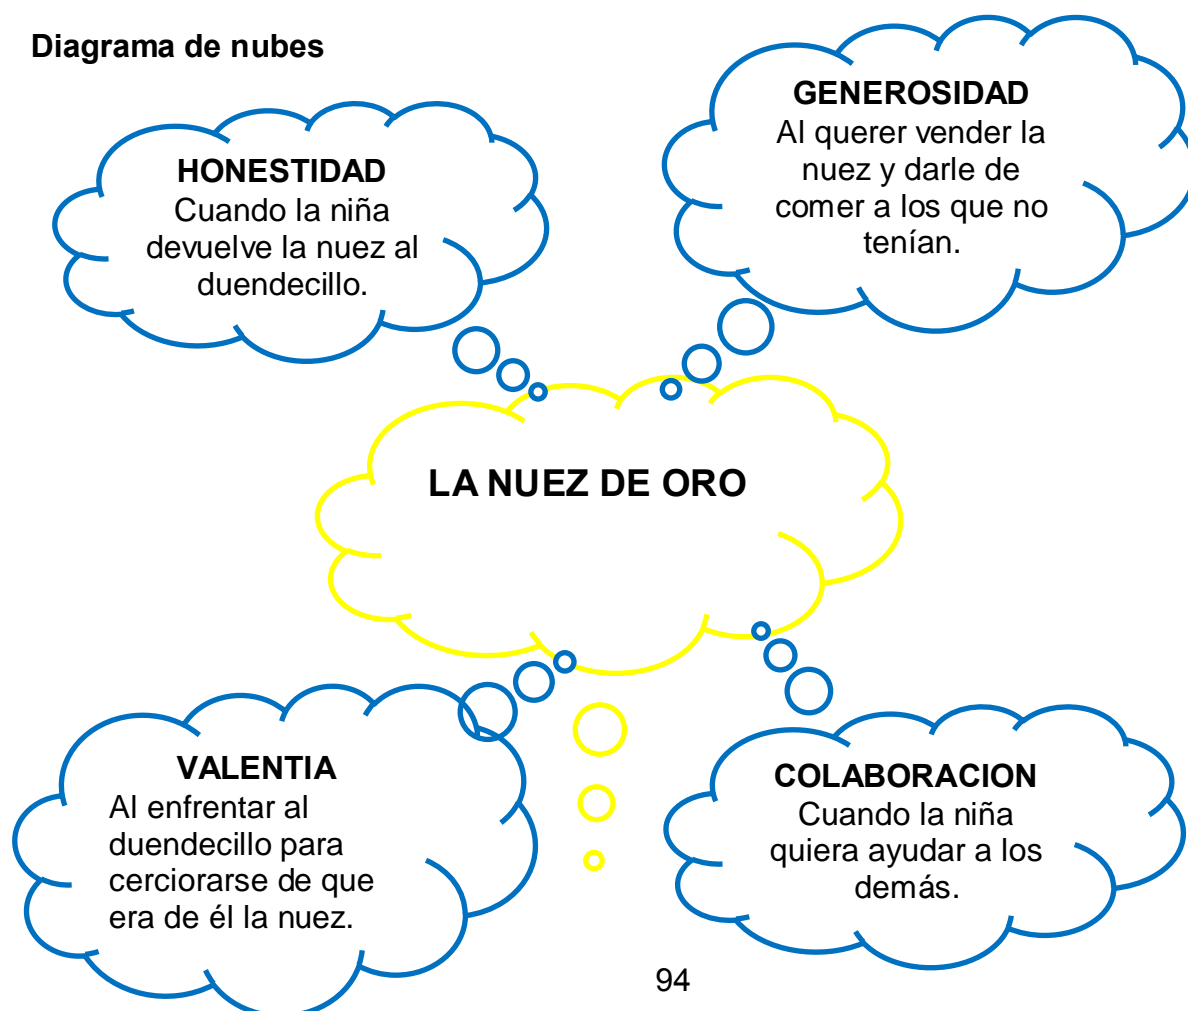 Diagrama de nubes
HONESTIDAD
Cuando la niña
devuelve la nuez al
duendecillo.
GENEROSIDAD
Al querer vender la
nuez y darle de
comer a los que no
tenían.
LA NUEZ DE ORO
VALENTIA
Al enfrentar al
duendecillo para
cerciorarse de que
era de él la nuez.
COLABORACION
Cuando la niña
quiera ayudar a los
demás.
94